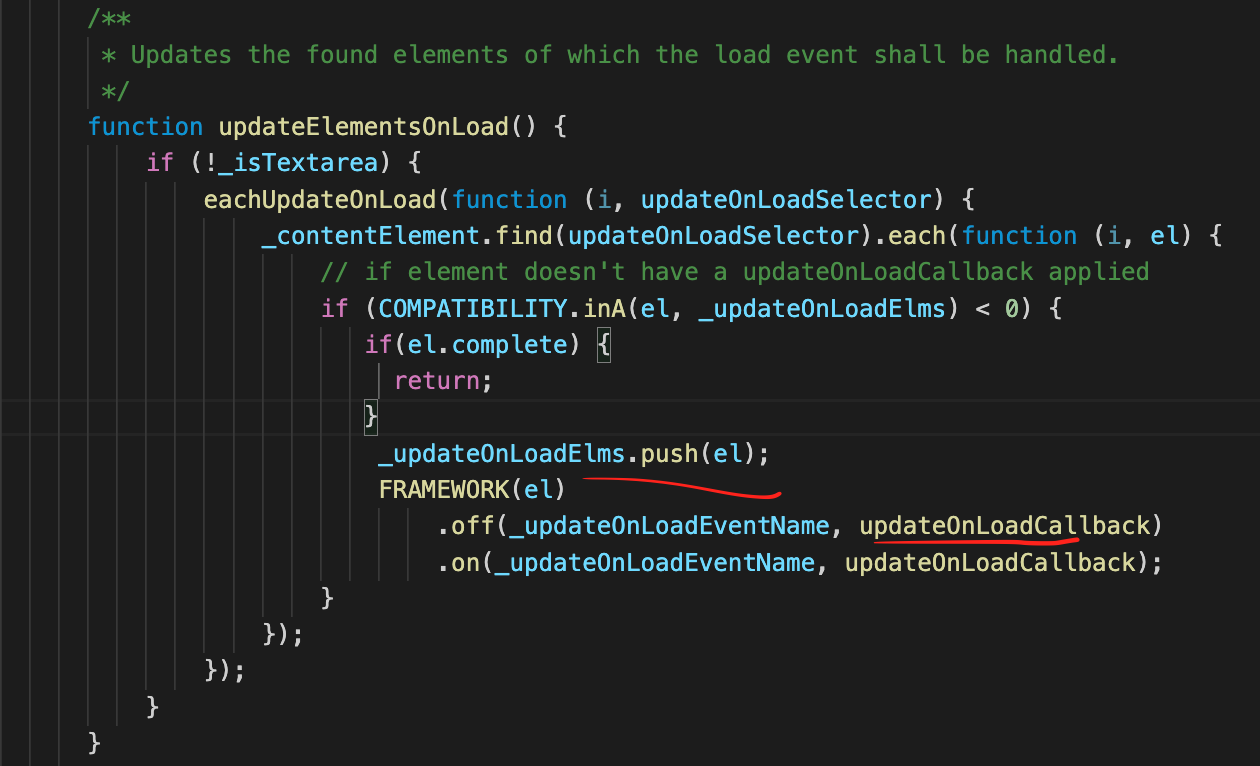 /**
* Updates the found elements of which the load event shall be handled.
*/
function updateElementsOnLoad() {
if (!_isTextarea) {
eachUpdateOnLoad(function (i, updateOnLoadSelector) {
_contentElement.find(updateOnLoadSelector).each(function (i, el) {
// if element doesn't have a updateOnLoadCallback applied
if (COMPATIBILITY.inA(el, _updateOnLoadElms) < 0) {
if(el.complete) {
return;
}
_updateOnLoadElms.push(el);
FRAMEWORK(el)
.off(_updateOnLoadEventName, updateOnLoadCallback)
.on(_updateOnLoadEventName, updateOnLoadCallback);
}
});
});
}
}